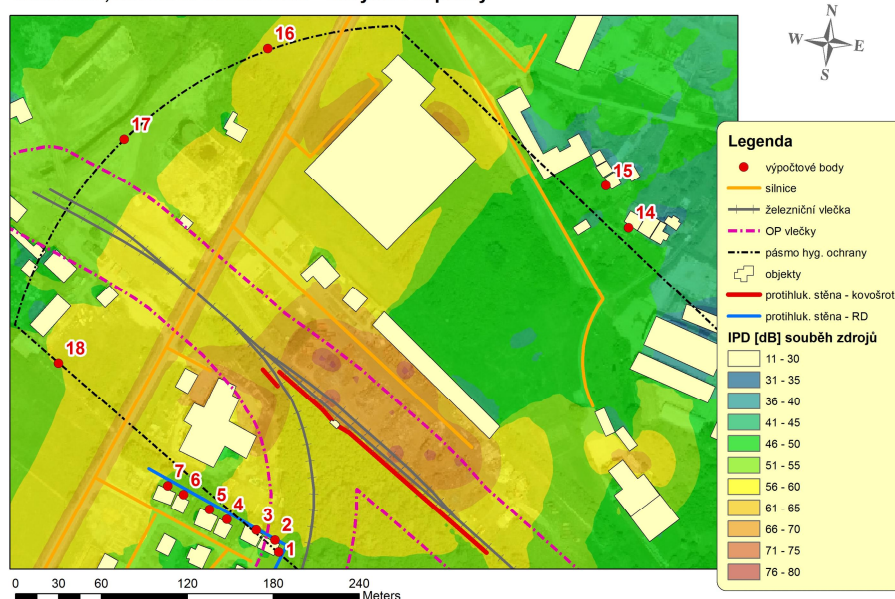 N
W E
S
16
17
15
14
18
7
6
5
4
3
2
1
Legenda
výpočtové body
silnice
železniční vlečka
OP vlečky
pásmo hyg. ochrany
objekty
protihluk. stěna - kovošrot
protihluk. stěna - RD
IPD [dB] souběh zdrojů
11 - 30
31 - 35
36 - 40
41 - 45
46 - 50
51 - 55
56 - 60
61 - 65
66 - 70
71 - 75
76 - 80
0 30 60 120 180 240
Meters